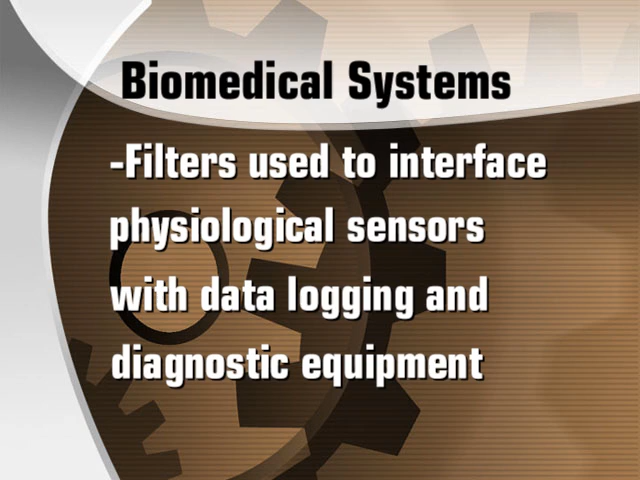 Biomedical Systems
-Filters used to interface
physiological sensors
with data logging and
diagnostic equipment